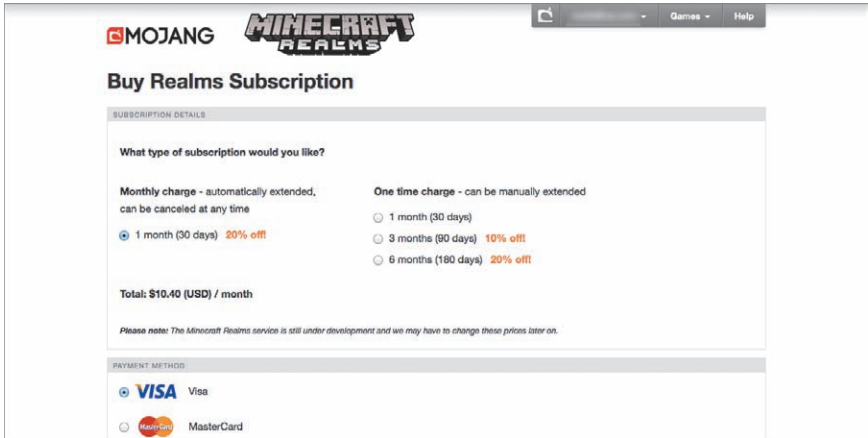 MOJANG
MINECRAFT
REALMS
Games
Help
Buy Realms Subscription
SUBSCRIPTION DETAILS
What type of subscription would you like?
Monthly charge - automatically extended,
can be canceled at any time
1 month (30 days) 20% off!
One time charge - can be manually extended
1 month (30 days)
3 months (90 days) 10% off!
6 months (180 days) 20% off!
Total: $10.40 (USD) / month
Please note: The Minecraft Realms service is still under development and we may have to change these prices later on.
PAYMENT METHOD
VISA Visa
MasterCard MasterCard